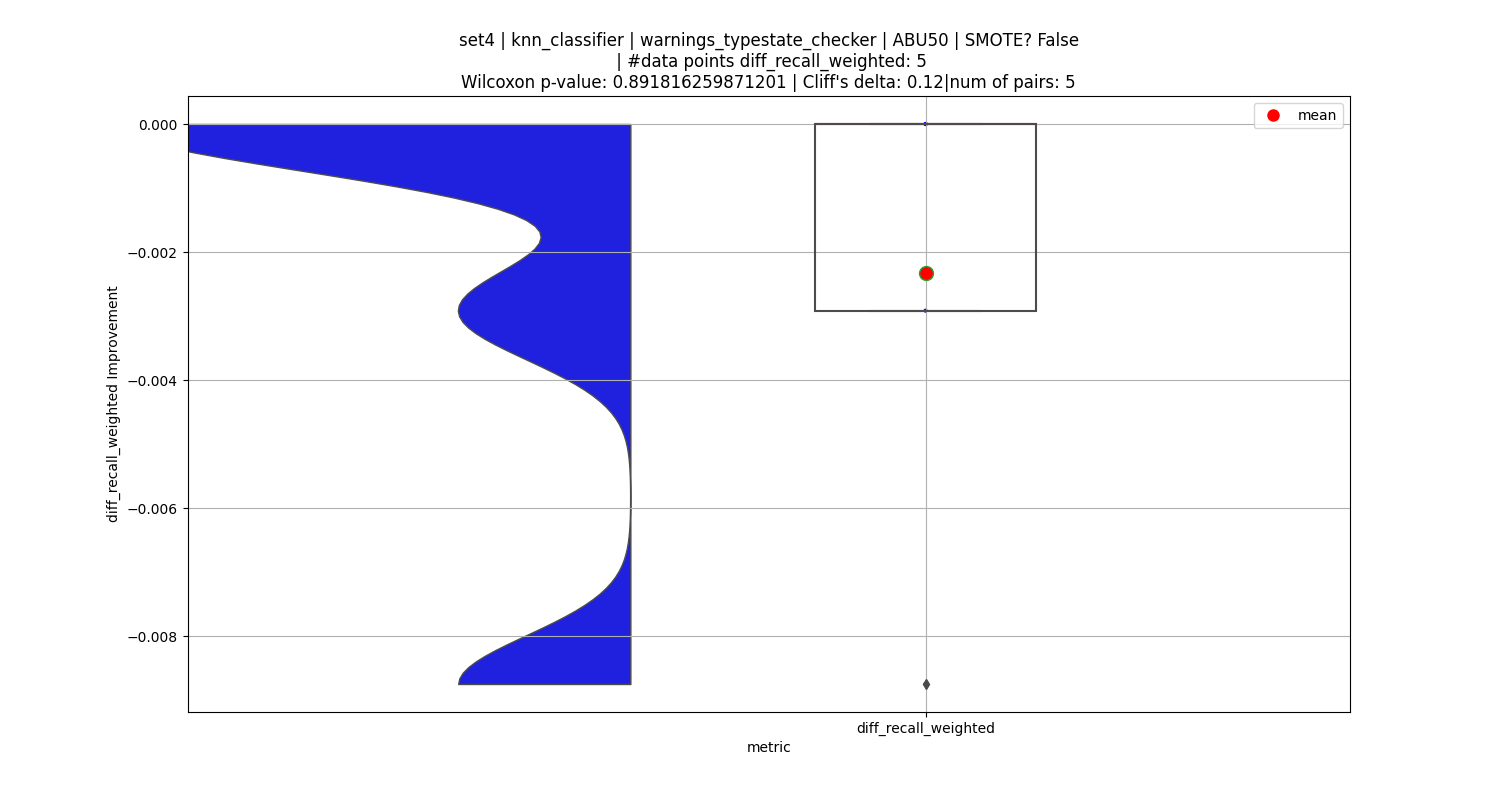 set4 | knn_classifier | warnings_typestate_checker | ABU50 | SMOTE? False
| #data points diff_recall_weighted: 5
Wilcoxon p-value: 0.891816259871201 | Cliff's delta: 0.12|num of pairs: 5
mean
0.000
−0.002
−0.004
−0.006
−0.008
diff_recall_weighted Improvement
diff_recall_weighted
metric